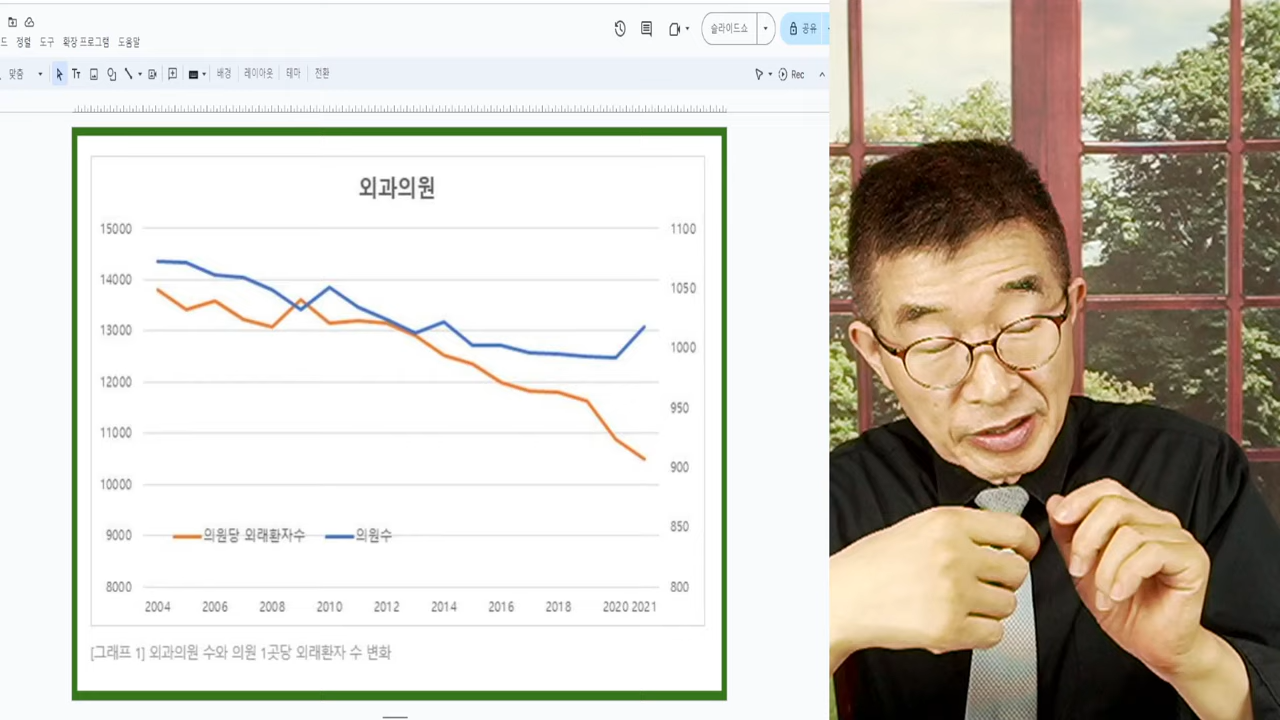 정렬 도구 확장 프로그램 도움말
슬라이드쇼
공유
맞춤
배경 레이아웃 테마 전환
Rec
외과의원
15000
14000
13000
12000
11000
10000
9000
8000
1100
1050
1000
950
900
850
800
의원당 외래환자수 의원수
2004 2006 2008 2010 2012 2014 2016 2018 2020 2021
[그래프 1] 외과의원 수와 의원 1곳당 외래환자 수 변화